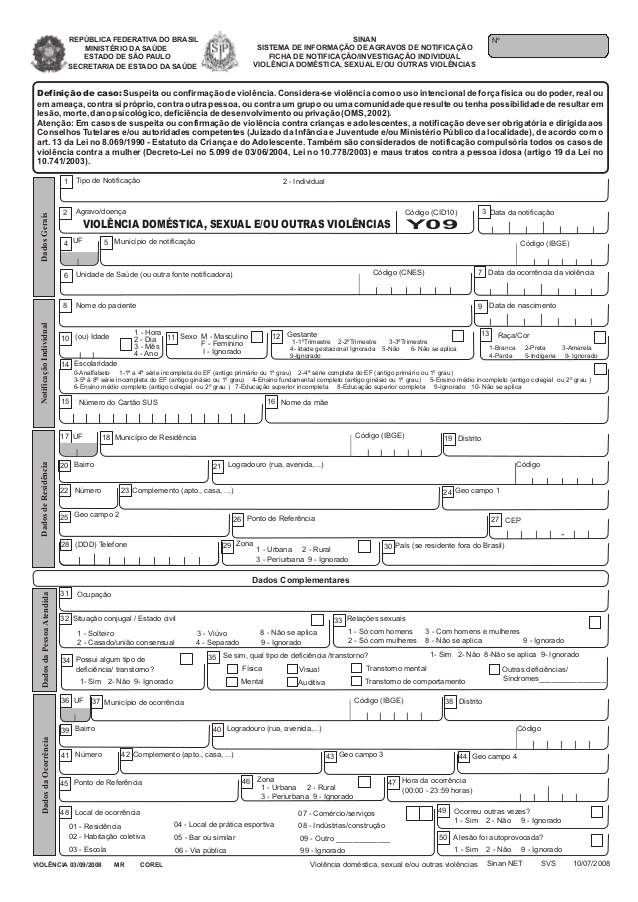 REPÚBLICA FEDERATIVA DO BRASIL
MINISTÉRIO DA SAÚDE
ESTADO DE SÃO PAULO
SECRETARIA DE ESTADO DA SAÚDE
SINAN
SISTEMA DE INFORMAÇÃO DE AGRAVOS DE NOTIFICAÇÃO
FICHA DE NOTIFICAÇÃO/INVESTIGAÇÃO INDIVIDUAL
VIOLÊNCIA DOMÉSTICA, SEXUAL E/OU OUTRAS VIOLÊNCIAS
Nº
Definição de caso: Suspeita ou confirmação de violência. Considera-se violência como o uso intencional de força física ou do poder, real ou
em ameaça, contra si próprio, contra outra pessoa, ou contra um grupo ou uma comunidade que resulte ou tenha possibilidade de resultar em
lesão, morte, dano psicológico, deficiência de desenvolvimento ou privação (OMS, 2002).
Atenção: Em casos de suspeita ou confirmação de violência contra crianças e adolescentes, a notificação deve ser obrigatória e dirigida aos
Conselhos Tutelares e/ou autoridades competentes (Juizado da Infância e Juventude e/ou Ministério Público da localidade), de acordo com o
art. 13 da Lei no 8.069/1990 - Estatuto da Criança e do Adolescente. Também são considerados de notificação compulsória todos os casos de
violência contra a mulher (Decreto-Lei no 5.099 de 03/06/2004, Lei no 10.778/2003) e maus tratos contra a pessoa idosa (artigo 19 da Lei no
10.741/2003).
Dados Gerais
1 Tipo de Notificação 2 - Individual
2 Agravo/doença Código (CID10) 3 Data da notificação
VIOLÊNCIA DOMÉSTICA, SEXUAL E/OU OUTRAS VIOLÊNCIAS Y09
4 UF 5 Município de notificação Código (IBGE)
6 Unidade de Saúde (ou outra fonte notificadora) Código (CNES) 7 Data da ocorrência da violência
Notificação Individual
8 Nome do paciente 9 Data de nascimento
10 (ou) Idade 1 - Hora
2 - Dia
3 - Mês
4 - Ano
11 Sexo M - Masculino
F - Feminino
I - Ignorado
12 Gestante
1-1ºTrimestre 2-2ºTrimestre 3-3ºTrimestre
4- Idade gestacional Ignorada 5-Não 6- Não se aplica
9-Ignorado
13 Raça/Cor
1-Branca 2-Preta 3-Amarela
4-Parda 5-Indígena 9- Ignorado
14 Escolaridade
0-Analfabeto 1-1ª a 4ª série incompleta do EF (antigo primário ou 1º grau) 2-4ª série completa do EF (antigo primário ou 1º grau)
3-5ª à 8ª série incompleta do EF (antigo ginásio ou 1º grau) 4-Ensino fundamental completo (antigo ginásio ou 1º grau) 5-Ensino médio incompleto (antigo colegial ou 2º grau )
6-Ensino médio completo (antigo colegial ou 2º grau ) 7-Educação superior incompleta 8-Educação superior completa 9-Ignorado 10- Não se aplica
15 Número do Cartão SUS 16 Nome da mãe
Dados de Residência
17 UF 18 Município de Residência Código (IBGE) 19 Distrito
20 Bairro 21 Logradouro (rua, avenida,...) Código
22 Número 23 Complemento (apto., casa, ...) 24 Geo campo 1
25 Geo campo 2 26 Ponto de Referência 27 CEP -
28 (DDD) Telefone 29 Zona
1 - Urbana 2 - Rural
3 - Periurbana 9 - Ignorado
30 País (se residente fora do Brasil)
Dados Complementares
Dados da Pessoa Atendida
31 Ocupação
32 Situação conjugal / Estado civil
1 - Solteiro 3 - Viúvo 8 - Não se aplica
2 - Casado/união consensual 4 - Separado 9 - Ignorado
33 Relações sexuais
1 - Só com homens 3 - Com homens e mulheres
2 - Só com mulheres 8 - Não se aplica 9 - Ignorado
34 Possui algum tipo de
deficiência/ transtorno?
1- Sim 2- Não 9- Ignorado
35 Se sim, qual tipo de deficiência /transtorno? 1- Sim 2- Não 8-Não se aplica 9- Ignorado
Física Visual Transtorno mental Outras deficiências/
Mental Auditiva Transtorno de comportamento Síndromes________________
Dados da Ocorrência
36 UF 37 Município de ocorrência Código (IBGE) 38 Distrito
39 Bairro 40 Logradouro (rua, avenida,...) Código
41 Número 42 Complemento (apto., casa, ...) 43 Geo campo 3 44 Geo campo 4
45 Ponto de Referência 46 Zona
1 - Urbana 2 - Rural
3 - Periurbana 9 - Ignorado
47 Hora da ocorrência
(00:00 - 23:59 horas)
48 Local de ocorrência
01 - Residência 04 - Local de prática esportiva 07 - Comércio/serviços
02 - Habitação coletiva 05 - Bar ou similar 08 - Indústrias/construção
03 - Escola 06 - Via pública 09 - Outro ____________
99 - Ignorado
49 Ocorreu outras vezes?
1 - Sim 2 - Não 9 - Ignorado
50 A lesão foi autoprovocada?
1 - Sim 2 - Não 9 - Ignorado
VIOLÊNCIA 03/09/2008 MR COREL Violência doméstica, sexual e/ou outras violências Sinan NET SVS 10/07/2008